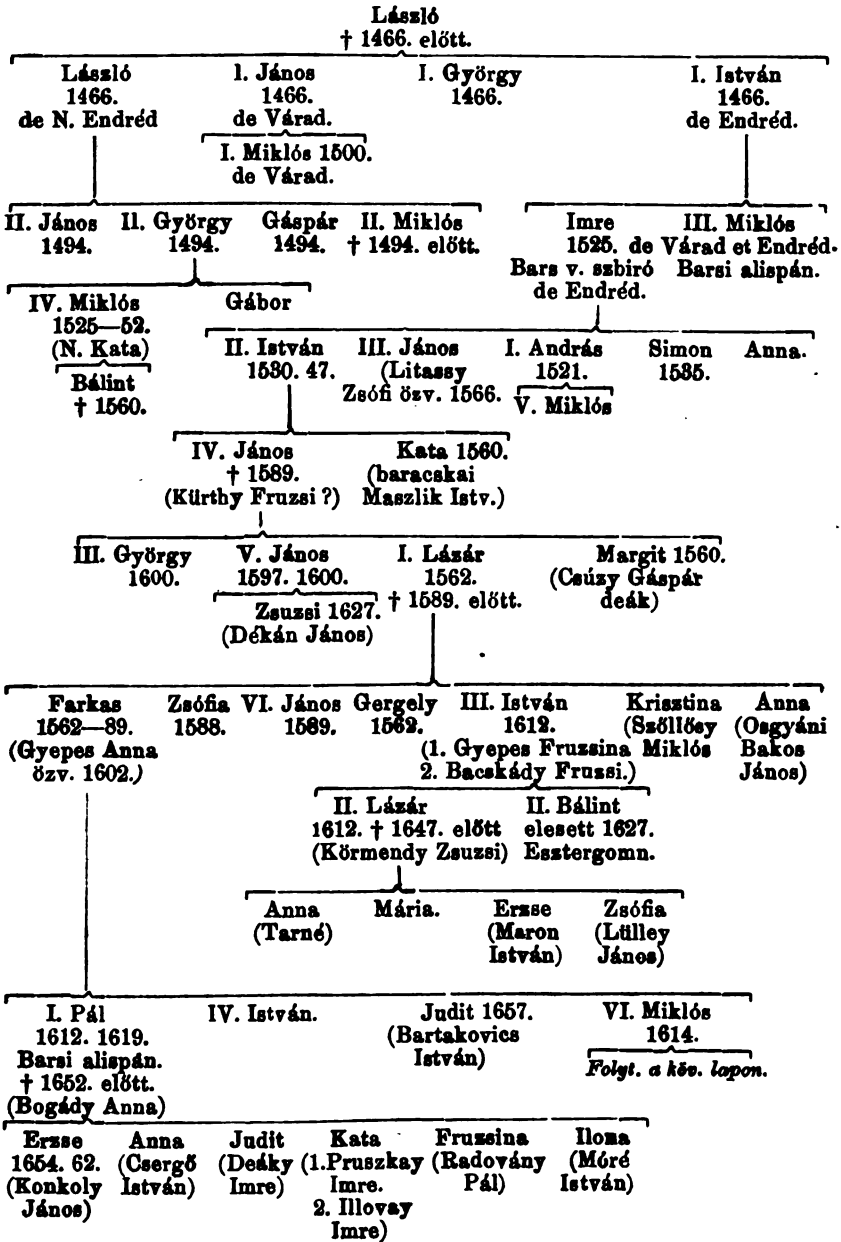 László
† 1466. előtt.
László I. János I. György I. István
1466. 1466. 1466. 1466.
de N. Endréd de Várad. de Endréd.
I. Miklós 1500.
de Várad.
II. János II. György Gáspár II. Miklós Imre III. Miklós
1494. 1494. 1494. † 1494. előtt. 1525. de Várad et Endréd.
Bars v. szbiró Barsi alispán.
de Endréd.
IV. Miklós Gábor
1525—52.
(N. Kata)
Bálint
† 1560.
II. István III. János I. András Simon Anna.
1530. 47. (Litassy 1521. 1535.
Zsófi özv. 1566. V. Miklós
IV. János Kata 1560.
† 1589. (baracskai
(Kürthy Fruzsi ?) Maszlik Istv.)
III. György V. János I. Lázár Margit 1560.
1600. 1597. 1600. 1562. (Csúzy Gáspár
Zsuzsi 1627. † 1589. előtt. deák)
(Dékán János)
Farkas Zsófia VI. János Gergely III. István Krisztina Anna
1562—89. 1588. 1589. 1562. 1612. (Szőllősy (Osgyáni
(Gyepes Anna (1. Gyepes Fruzsina Miklós Bakos
özv. 1602.) 2. Bacskády Fruzsi.) János)
II. Lázár II. Bálint
1612. † 1647. előtt elesett 1627.
(Körmendy Zsuzsi) Esztergomn.
Anna Mária. Erzse Zsófia
(Tarné) (Maron (Lülley
István) János)
I. Pál IV. István. Judit 1657. VI. Miklós
1612. 1619. (Bartakovics 1614.
Barsi alispán. István) Folyt. a köv. lapon.
† 1652. előtt.
(Bogády Anna)
Erzse Anna Judit Kata Fruzsina Ilona
1654. 62. (Csergő (Deáky (1.Pruszkay (Radovány (Móré
(Konkoly István) Imre) Imre. Pál) István)
János) 2. Illovay
Imre)